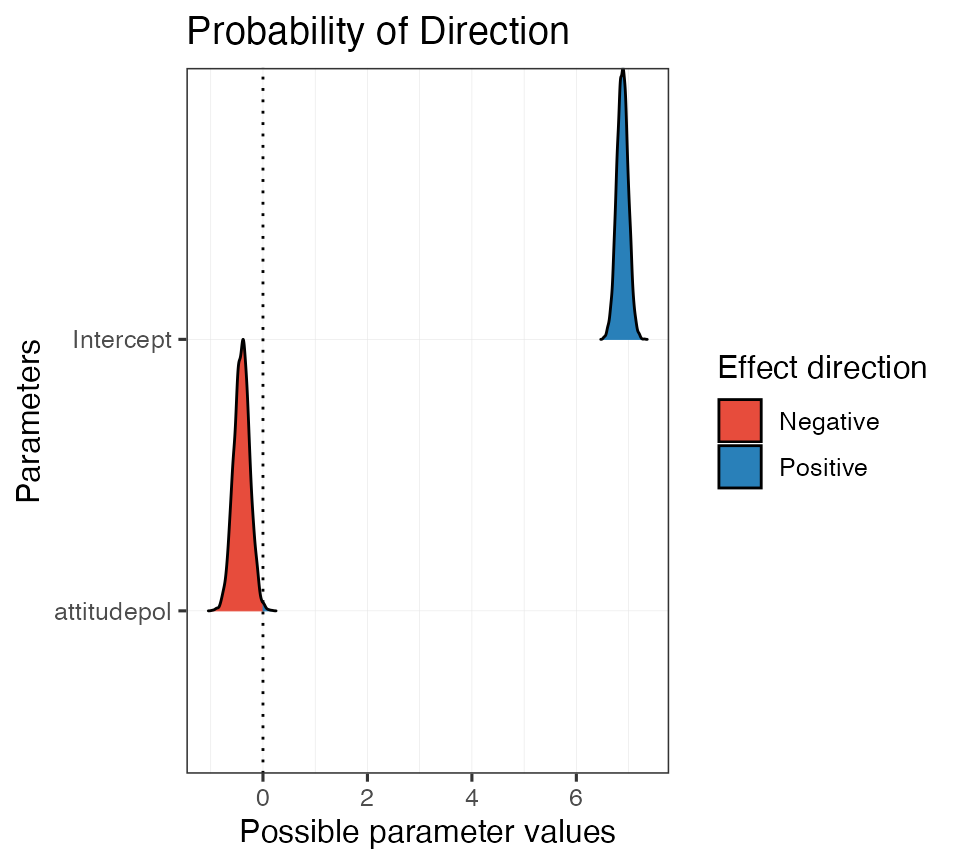 Probability of Direction
Parameters
Intercept
attitudepol
0 2 4 6
Possible parameter values
Effect direction
Negative
Positive